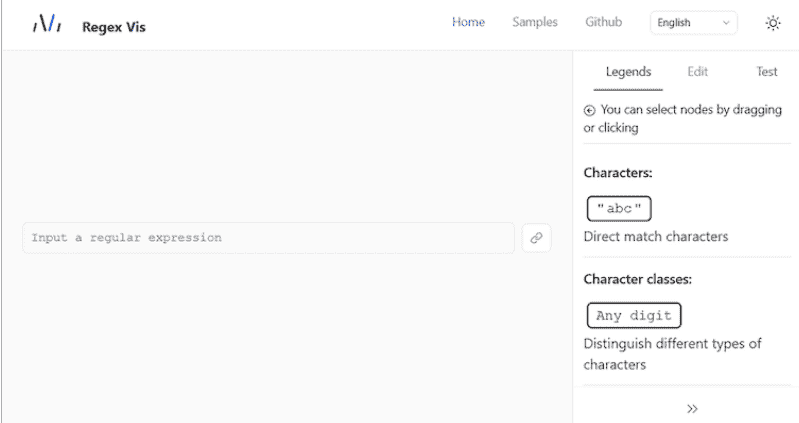 Regex Vis
Home
Samples
Github
English
Legends
Edit
Test
You can select nodes by dragging
or clicking
Input a regular expression
Characters:
"abc"
Direct match characters
Character classes:
Any digit
Distinguish different types of
characters